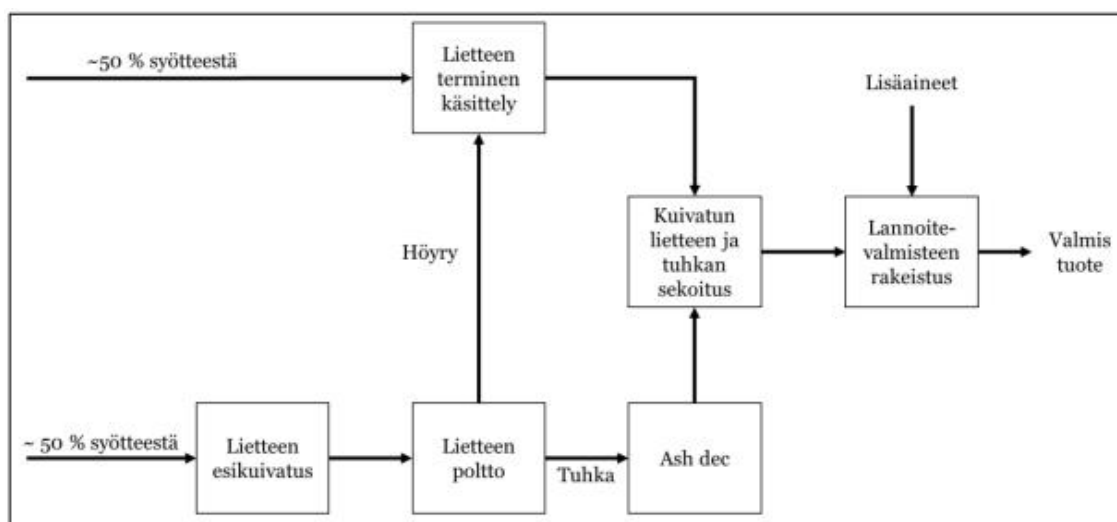 ~50 % syötteestä
Lietteen
terminen
käsittely
Lisäaineet
Höyry
Kuivatun
lietteen ja
tuhkan
sekoitus
Lannoite-
valmisteen
rakeistus
Valmis
tuote
~ 50 % syötteestä
Lietteen
esikuivatus
Lietteen
poltto
Tuhka
Ash dec